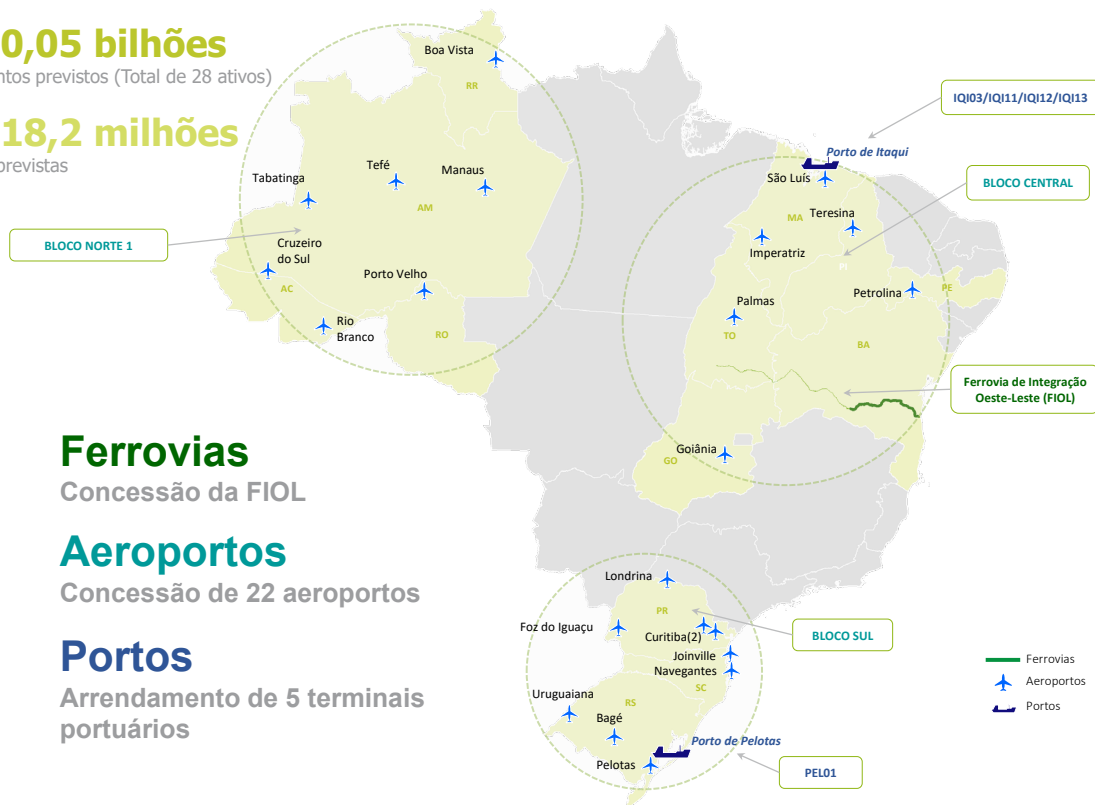 0,05 bilhões
ntos previstos (Total de 28 ativos)
18,2 milhões
previstas
Boa Vista
RR
Tefé
Manaus
Tabatinga
AM
BLOCO NORTE 1
Cruzeiro
do Sul
Porto Velho
AC
Rio
Branco
RO
IQI03/IQI11/IQI12/IQI13
Porto de Itaqui
São Luís
BLOCO CENTRAL
MA
Teresina
Imperatriz
PI
Petrolina
PE
Palmas
TO
BA
Ferrovia de Integração
Oeste-Leste (FIOL)
Goiânia
GO
Ferrovias
Concessão da FIOL
Aeroportos
Concessão de 22 aeroportos
Portos
Arrendamento de 5 terminais
portuários
Londrina
PR
Foz do Iguaçu
Curitiba(2)
BLOCO SUL
Joinville
Navegantes
SC
Uruguaiana
RS
Bagé
Porto de Pelotas
Pelotas
PEL01
Ferrovias
Aeroportos
Portos